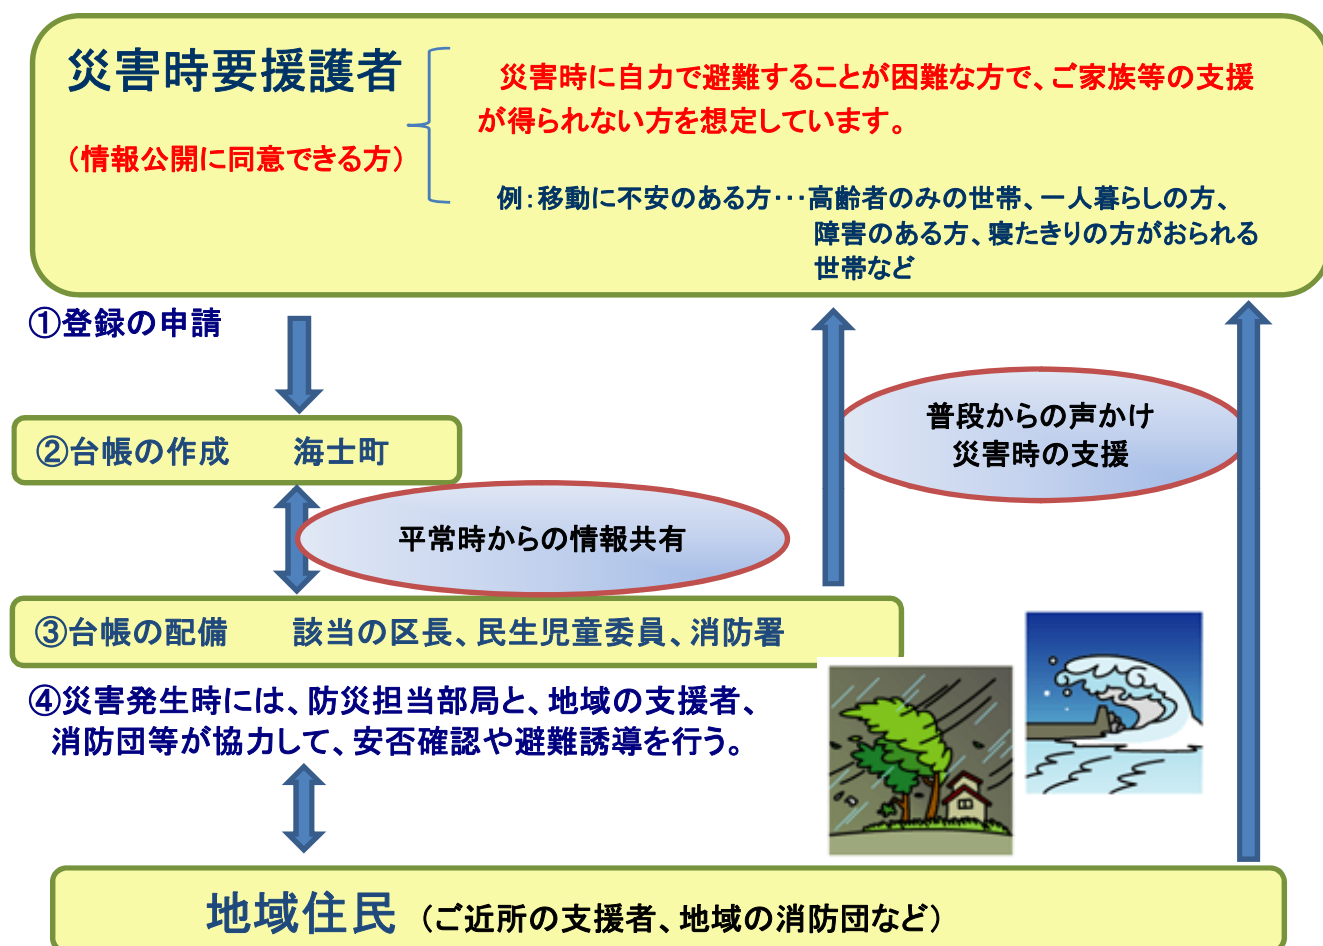 災害時要援護者
(情報公開に同意できる方)
災害時に自力で避難することが困難な方で、ご家族等の支援
が得られない方を想定しています。
例:移動に不安のある方･･･高齢者のみの世帯、一人暮らしの方、
障害のある方、寝たきりの方がおられる
世帯など
①登録の申請
普段からの声かけ
災害時の支援
②台帳の作成 海士町
平常時からの情報共有
③台帳の配備 該当の区長、民生児童委員、消防署
④災害発生時には、防災担当部局と、地域の支援者、
消防団等が協力して、安否確認や避難誘導を行う。
地域住民 (ご近所の支援者、地域の消防団など)